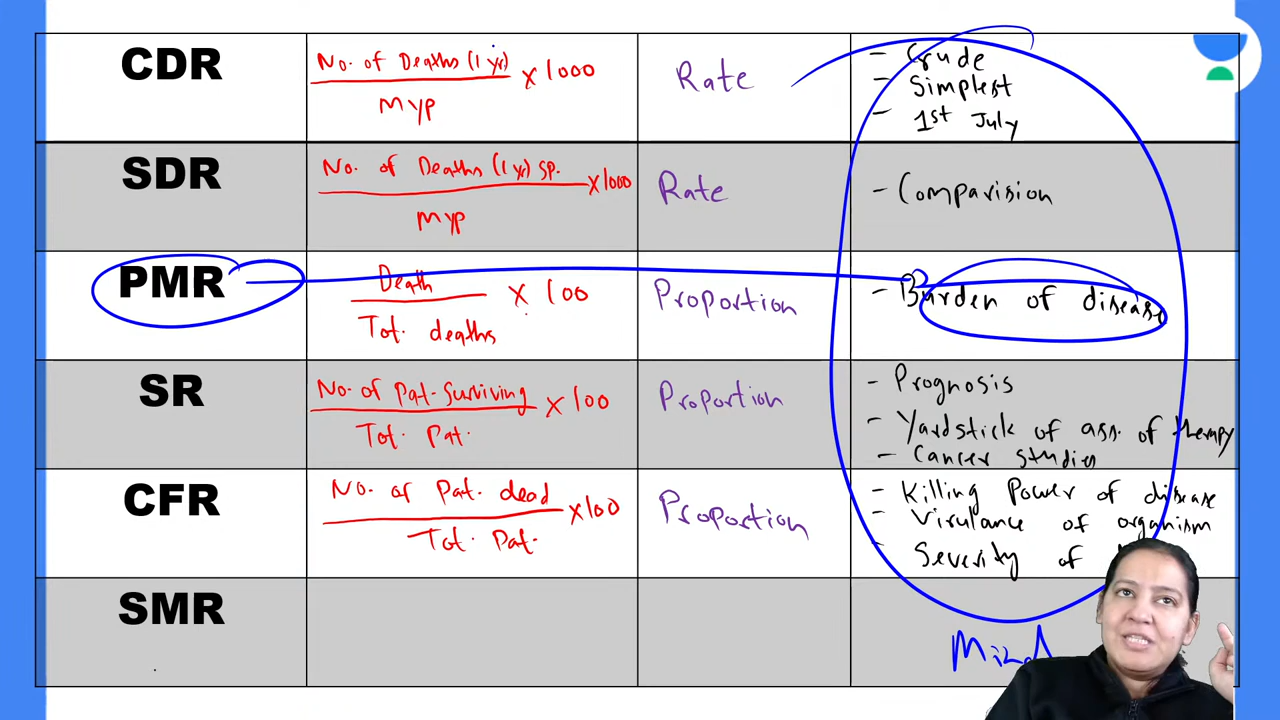 CDR
No. of Deaths (1 yr)
MYP
× 1000
Rate
- Crude
- Simplest
- 1st July
SDR
No. of Deaths (1 yr) sp.
MYP
× 1000
Rate
- Comparision
PMR
Death
Tot. deaths
× 100
Proportion
- Burden of disease
SR
No. of Pat. Surviving
Tot. Pat.
× 100
Proportion
- Prognosis
- Yardstick of ass. of therapy
- Cancer studies
CFR
No. of Pat. dead
Tot. Pat.
×100
Proportion
- Killing Power of disease
- Virulance of organism
- Severity of
SMR